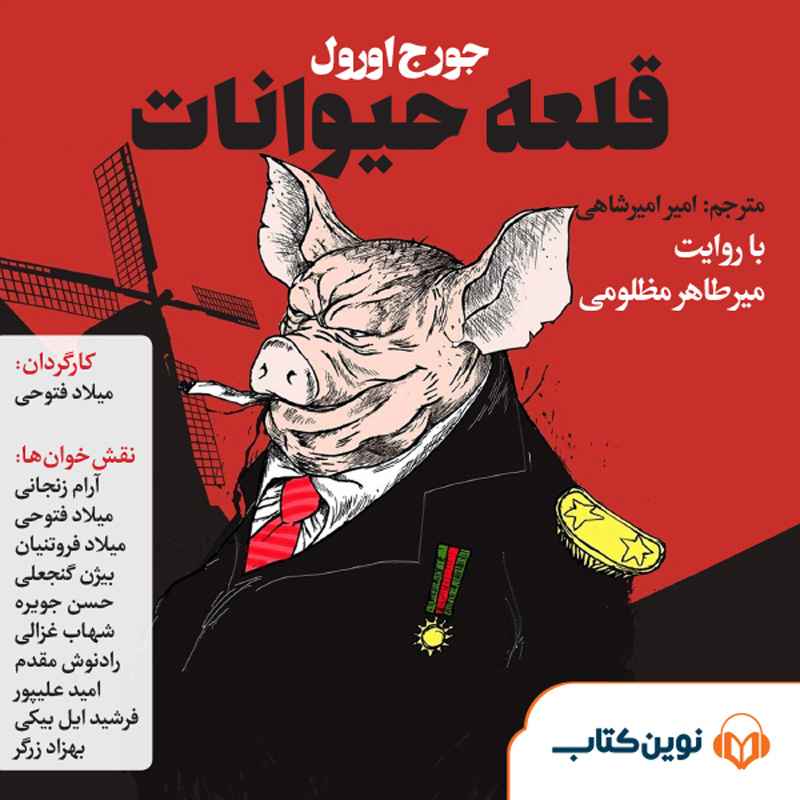 جورج اورول
قلعه حیوانات
مترجم: امیر امیرشاهی
با روایت
میرطاهر مظلومی
کارگردان:
میلاد فتوحی
نقش‌خوان‌ها:
آرام زنجانی
میلاد فتوحی
میلاد فروتنیان
بیژن گنجعلی
حسن جویره
شهاب غزالی
رادنوش مقدم
امید علیپور
فرشید ایل بیکی
بهزاد زرگر
نوین‌کتاب